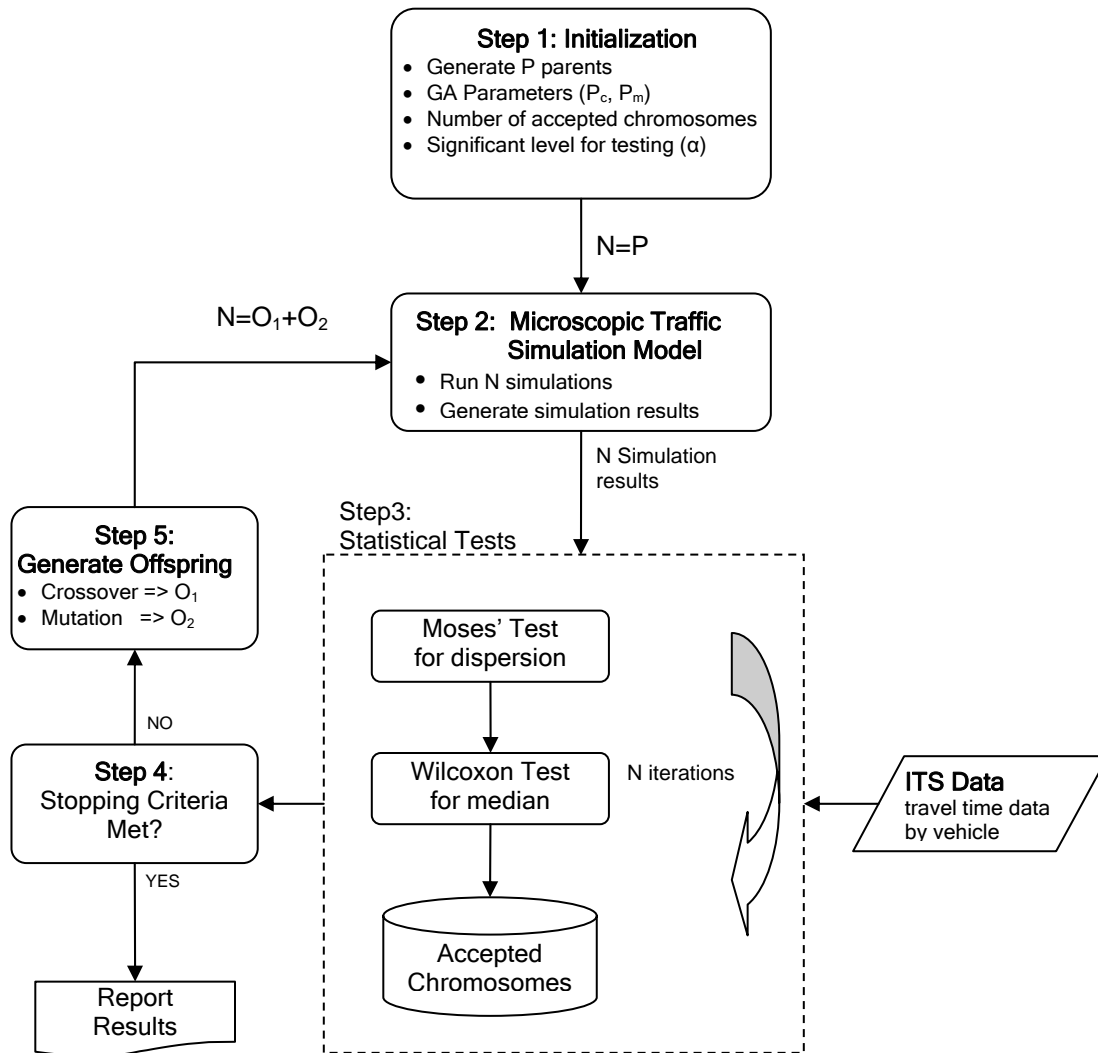 Step 1: Initialization
• Generate P parents
• GA Parameters (Pc, Pm)
• Number of accepted chromosomes
• Significant level for testing (α)
N=P
N=O1+O2
Step 2: Microscopic Traffic
Simulation Model
• Run N simulations
• Generate simulation results
N Simulation
results
Step3:
Statistical Tests
Step 5:
Generate Offspring
• Crossover => O1
• Mutation => O2
Moses' Test
for dispersion
NO
Step 4:
Stopping Criteria
Met?
Wilcoxon Test
for median
N iterations
ITS Data
travel time data
by vehicle
YES
Accepted
Chromosomes
Report
Results